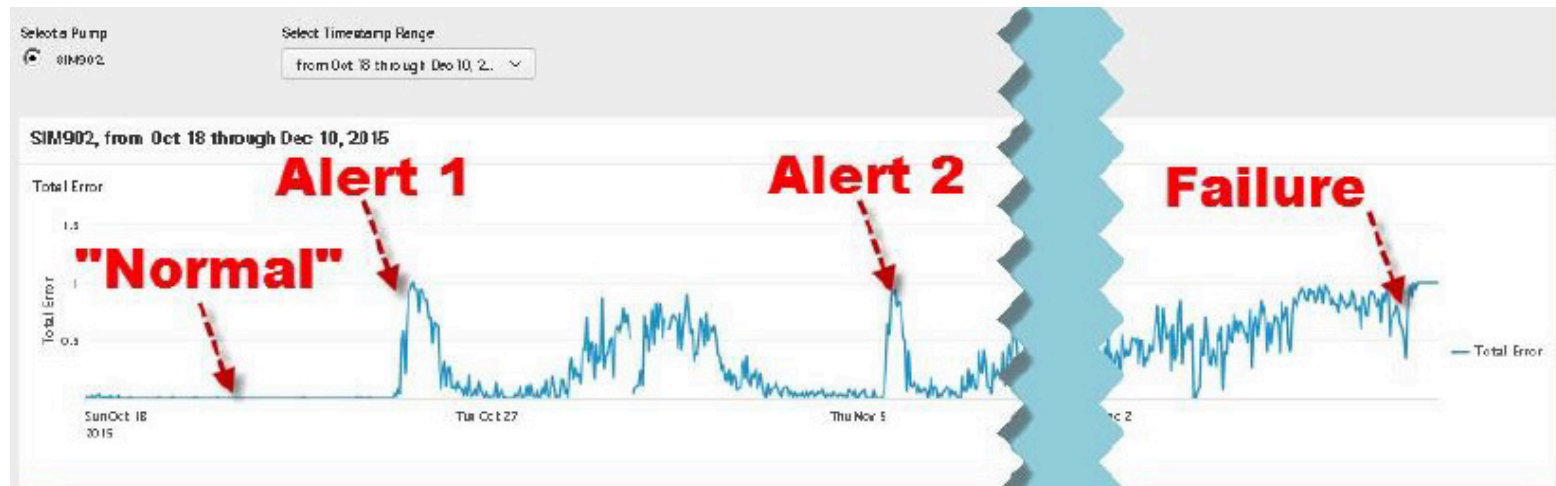 Select a Pump
SIM902
Select Timestamp Range
from Oct 18 through Dec 10, 2...
SIM902, from Oct 18 through Dec 10, 2015
Total Error
Alert 1
Alert 2
Failure
"Normal"
1.5
1
0.5
Total Error
Total Error
Sun Oct 18
2015
Tue Oct 27
Thu Nov 5
2